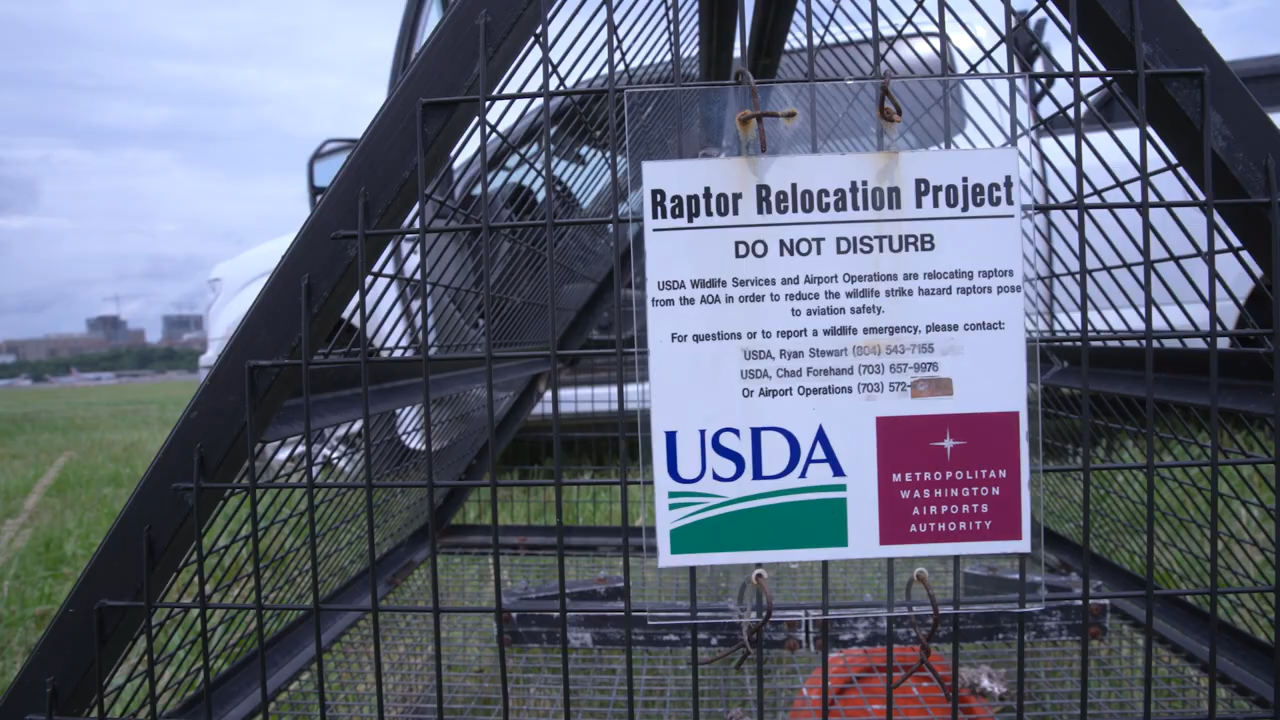 Raptor Relocation Project
DO NOT DISTURB
USDA Wildlife Services and Airport Operations are relocating raptors
from the AOA in order to reduce the wildlife strike hazard raptors pose
to aviation safety.
For questions or to report a wildlife emergency, please contact:
USDA, Ryan Stewart (804) 543-7155
USDA, Chad Forehand (703) 657-9976
Or Airport Operations (703) 572-
USDA
METROPOLITAN
WASHINGTON
AIRPORTS
AUTHORITY